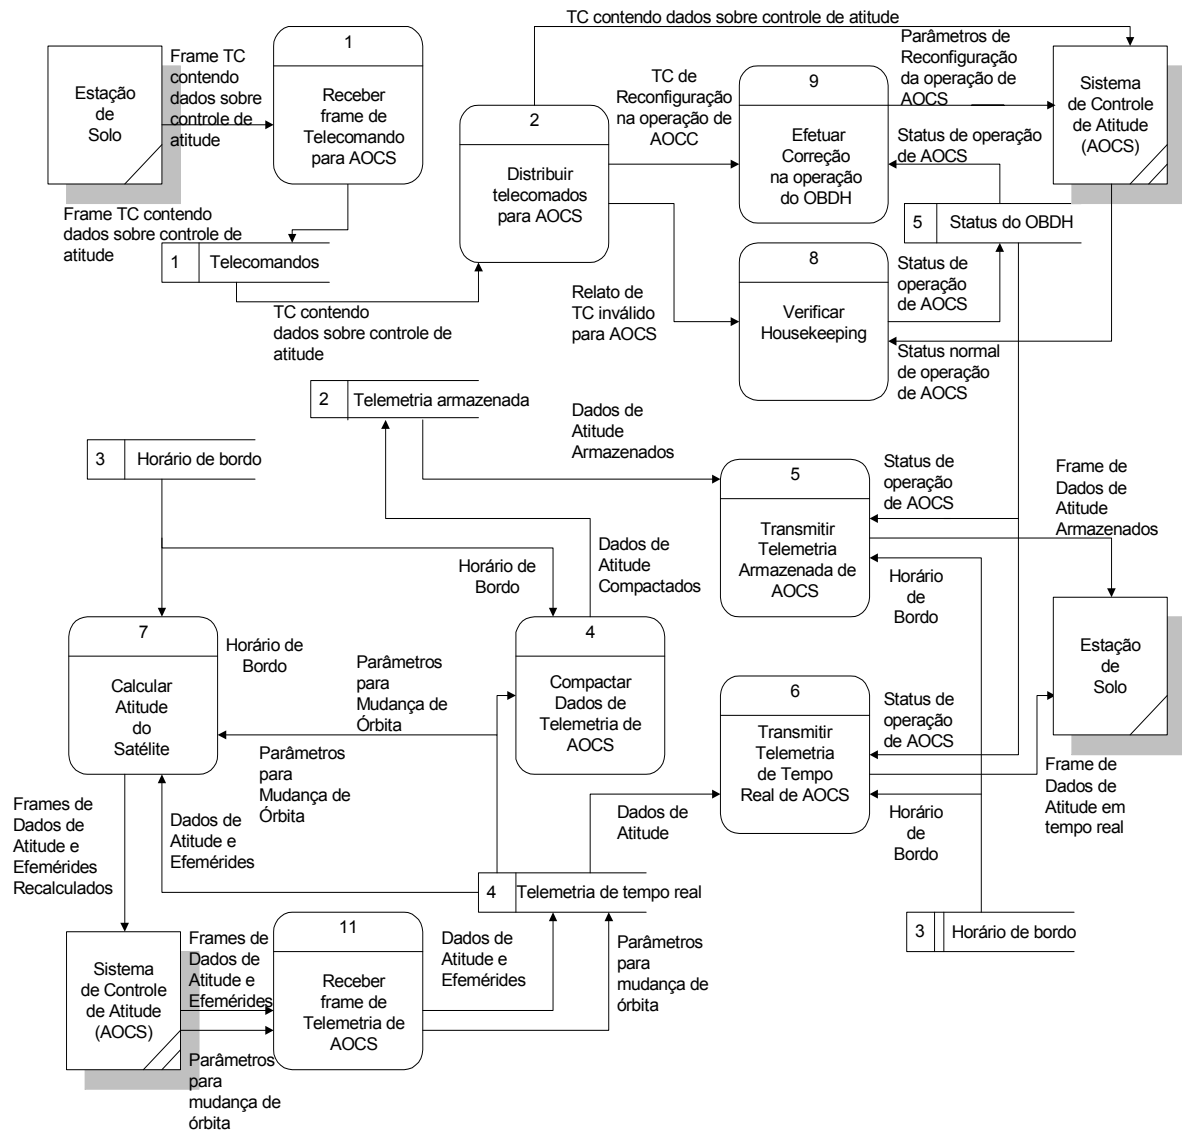 TC contendo dados sobre controle de atitude
Estação
de
Solo
Frame TC
contendo
dados sobre
controle de
atitude
1
Receber
frame de
Telecomando
para AOCS
Frame TC contendo
dados sobre controle de
atitude
1
Telecomandos
TC contendo
dados sobre controle de
atitude
2
Distribuir
telecomados
para AOCS
TC de
Reconfiguração
na operação de
AOCC
Relato de
TC inválido
para AOCS
9
Efetuar
Correção
na operação
do OBDH
Parâmetros de
Reconfiguração
da operação de
AOCS
Status de operação
de AOCS
Sistema
de Controle
de Atitude
(AOCS)
5
Status do OBDH
8
Verificar
Housekeeping
Status de
operação
de AOCS
Status normal
de operação
de AOCS
2
Telemetria armazenada
Dados de
Atitude
Armazenados
3
Horário de bordo
Horário de
Bordo
Dados de
Atitude
Compactados
5
Transmitir
Telemetria
Armazenada de
AOCS
Status de
operação
de AOCS
Horário
de
Bordo
Frame de
Dados de
Atitude
Armazenados
Estação
de
Solo
7
Calcular
Atitude
do
Satélite
Horário de
Bordo
Parâmetros
para
Mudança de
Órbita
Parâmetros
para
Mudança de
Órbita
4
Compactar
Dados de
Telemetria de
AOCS
6
Transmitir
Telemetria
de Tempo
Real de AOCS
Status de
operação
de AOCS
Horário
de
Bordo
Frame de
Dados de
Atitude em
tempo real
Frames de
Dados de
Atitude e
Efemérides
Recalculados
Dados de
Atitude e
Efemérides
Dados de
Atitude
4
Telemetria de tempo real
3
Horário de bordo
Sistema
de Controle
de Atitude
(AOCS)
Frames de
Dados de
Atitude e
Efemérides
Parâmetros
para
mudança de
órbita
11
Receber
frame de
Telemetria de
AOCS
Dados de
Atitude e
Efemérides
Parâmetros
para
mudança de
órbita